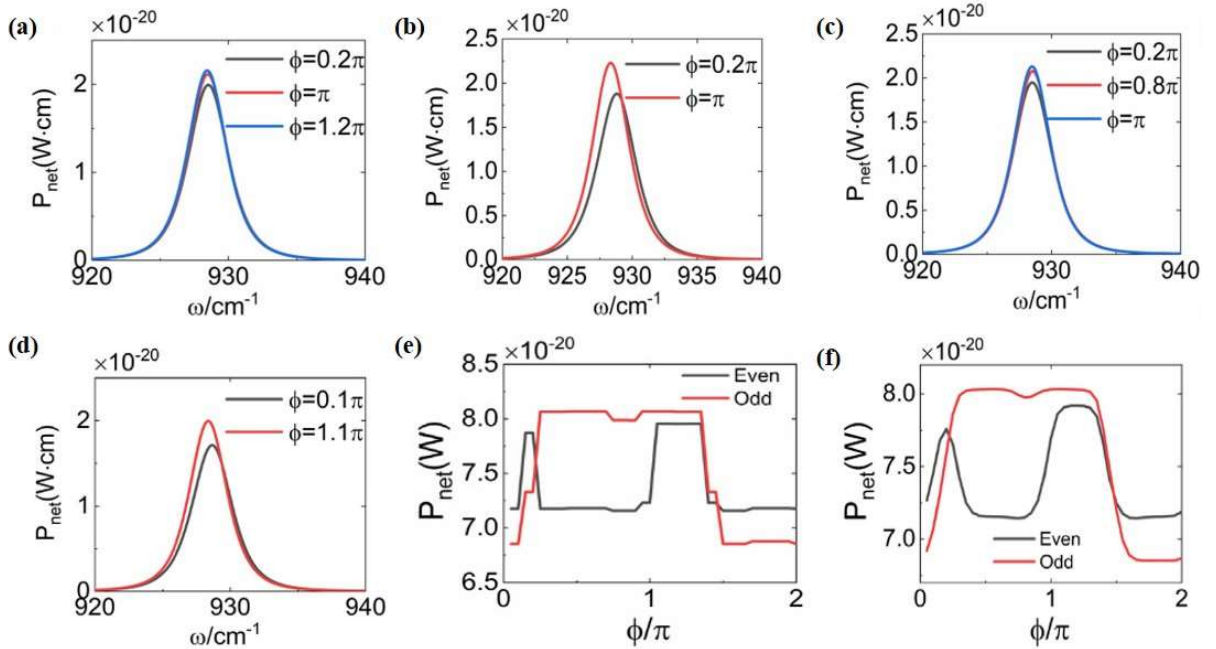 (a)
×10⁻²⁰
P_net(W·cm)
2
1
0
920
930
940
ω/cm⁻¹
ϕ=0.2π
ϕ=π
ϕ=1.2π
(b)
×10⁻²⁰
P_net(W·cm)
2.5
2.0
1.5
1.0
0.5
0.0
920
925
930
935
940
ω/cm⁻¹
ϕ=0.2π
ϕ=π
(c)
×10⁻²⁰
P_net(W·cm)
2.5
2.0
1.5
1.0
0.5
0.0
920
930
940
ω/cm⁻¹
ϕ=0.2π
ϕ=0.8π
ϕ=π
(d)
×10⁻²⁰
P_net(W·cm)
2
1
0
920
930
940
ω/cm⁻¹
ϕ=0.1π
ϕ=1.1π
(e)
×10⁻²⁰
P_net(W)
8.5
8.0
7.5
7.0
6.5
0
1
2
ϕ/π
Even
Odd
(f)
×10⁻²⁰
P_net(W)
8.0
7.5
7.0
0
1
2
ϕ/π
Even
Odd